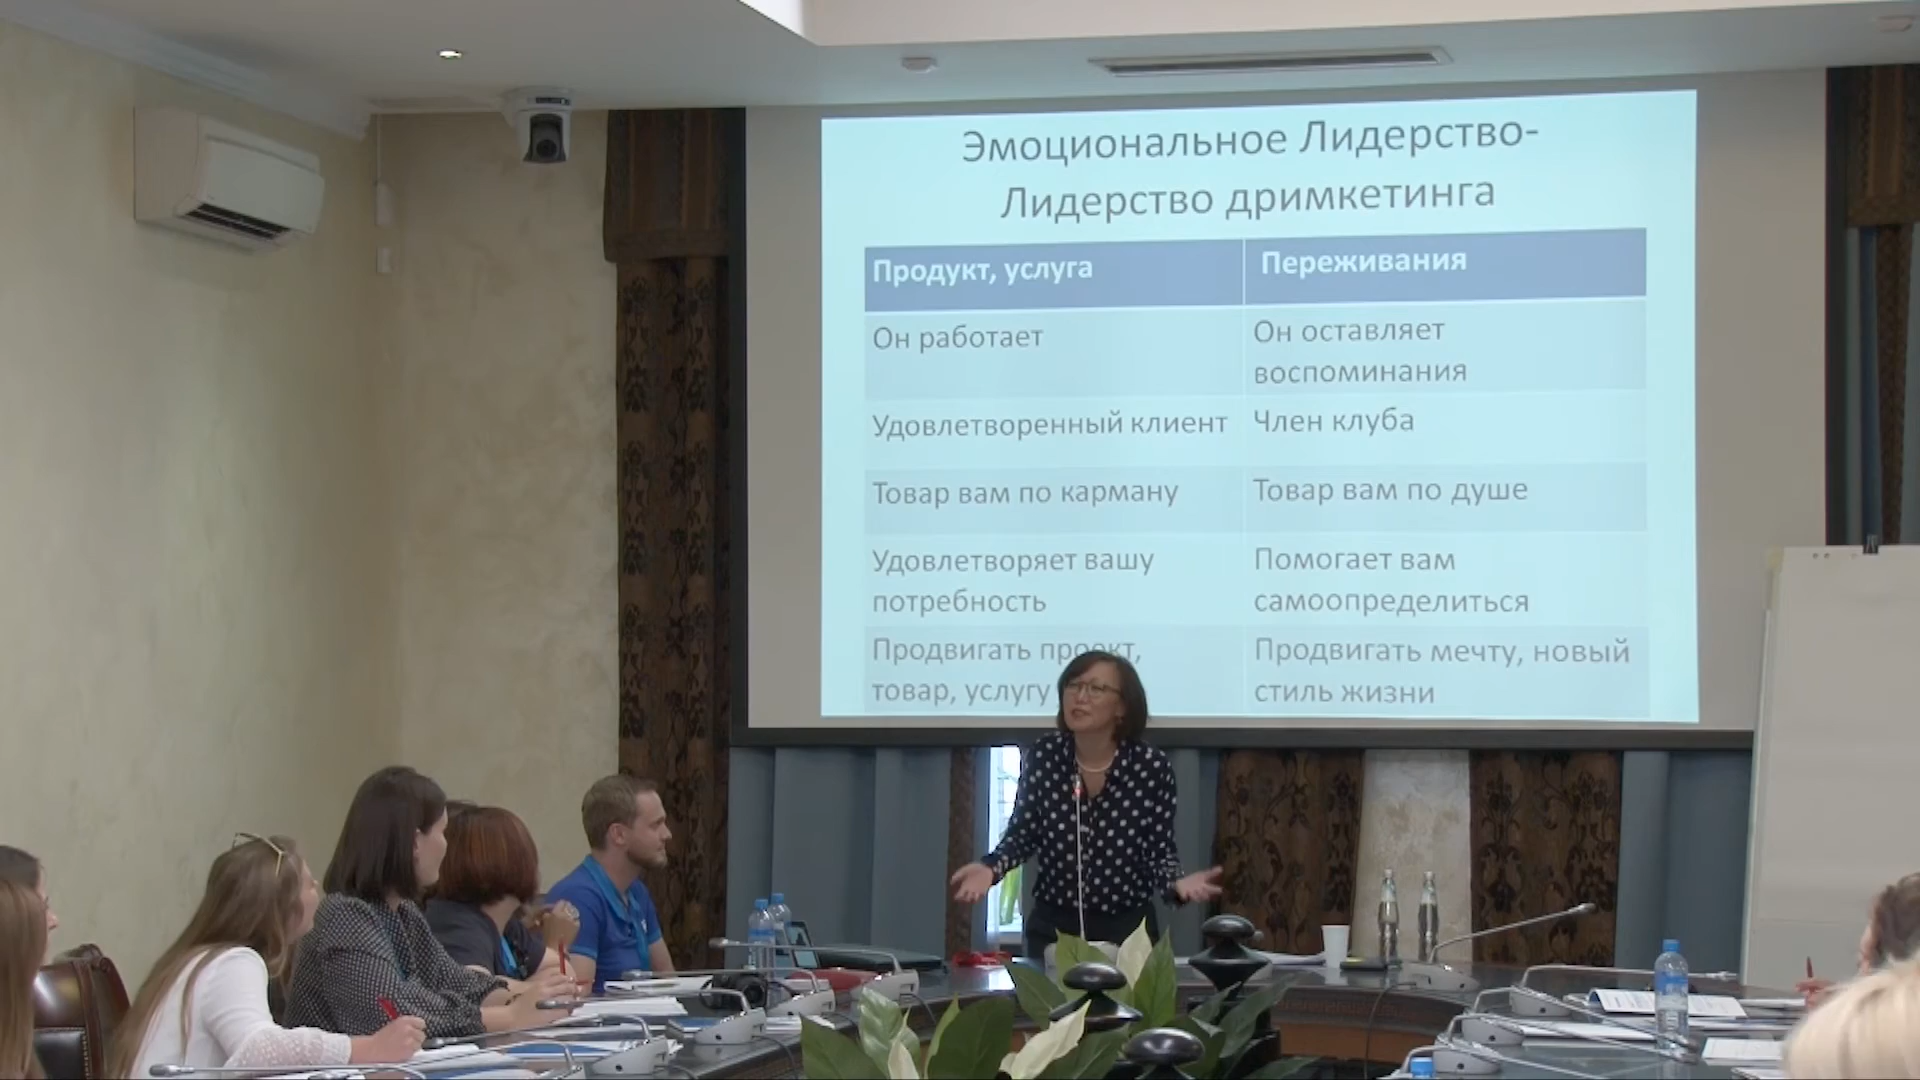 Эмоциональное Лидерство-
Лидерство дримкетинга
Продукт, услуга
Переживания
Он работает
Он оставляет
воспоминания
Удовлетворенный клиент
Член клуба
Товар вам по карману
Товар вам по душе
Удовлетворяет вашу
потребность
Помогает вам
самоопределиться
Продвигать проект,
товар, услугу
Продвигать мечту, новый
стиль жизни